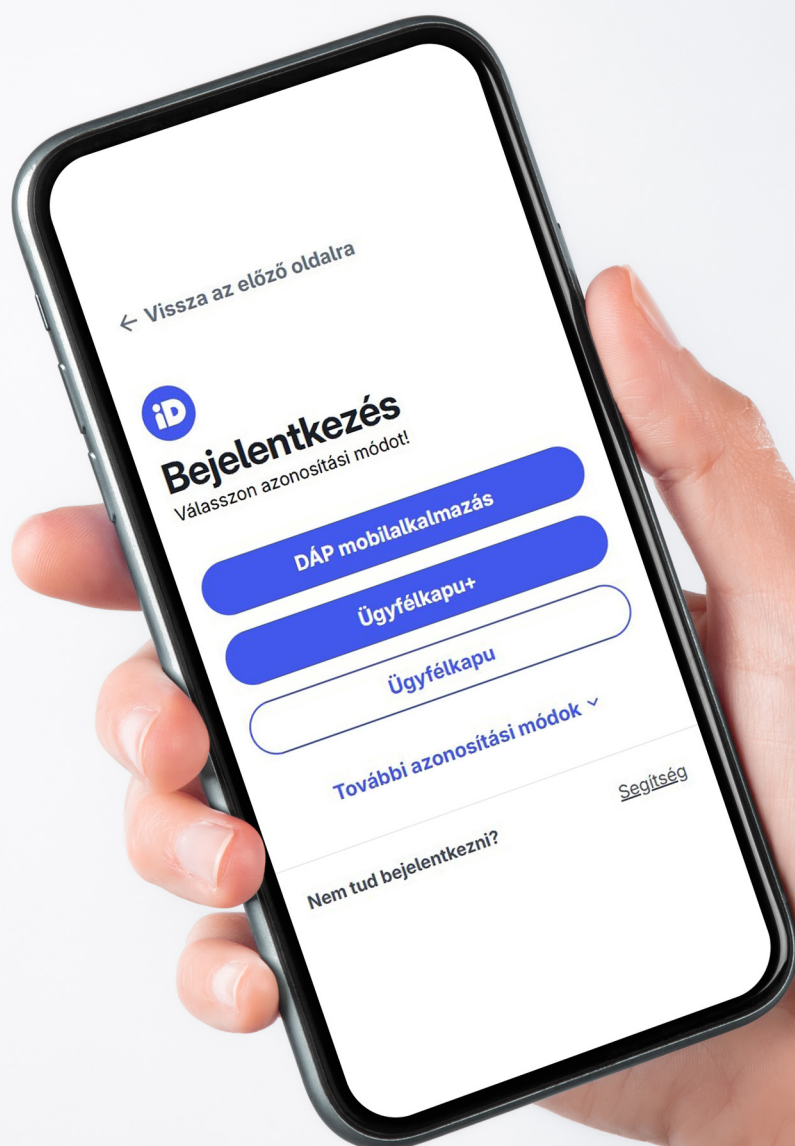 ← Vissza az előző oldalra
iD
Bejelentkezés
Válasszon azonosítási módot!
DÁP mobilalkalmazás
Ügyfélkapu+
Ügyfélkapu
További azonosítási módok
Nem tud bejelentkezni?
Segítség